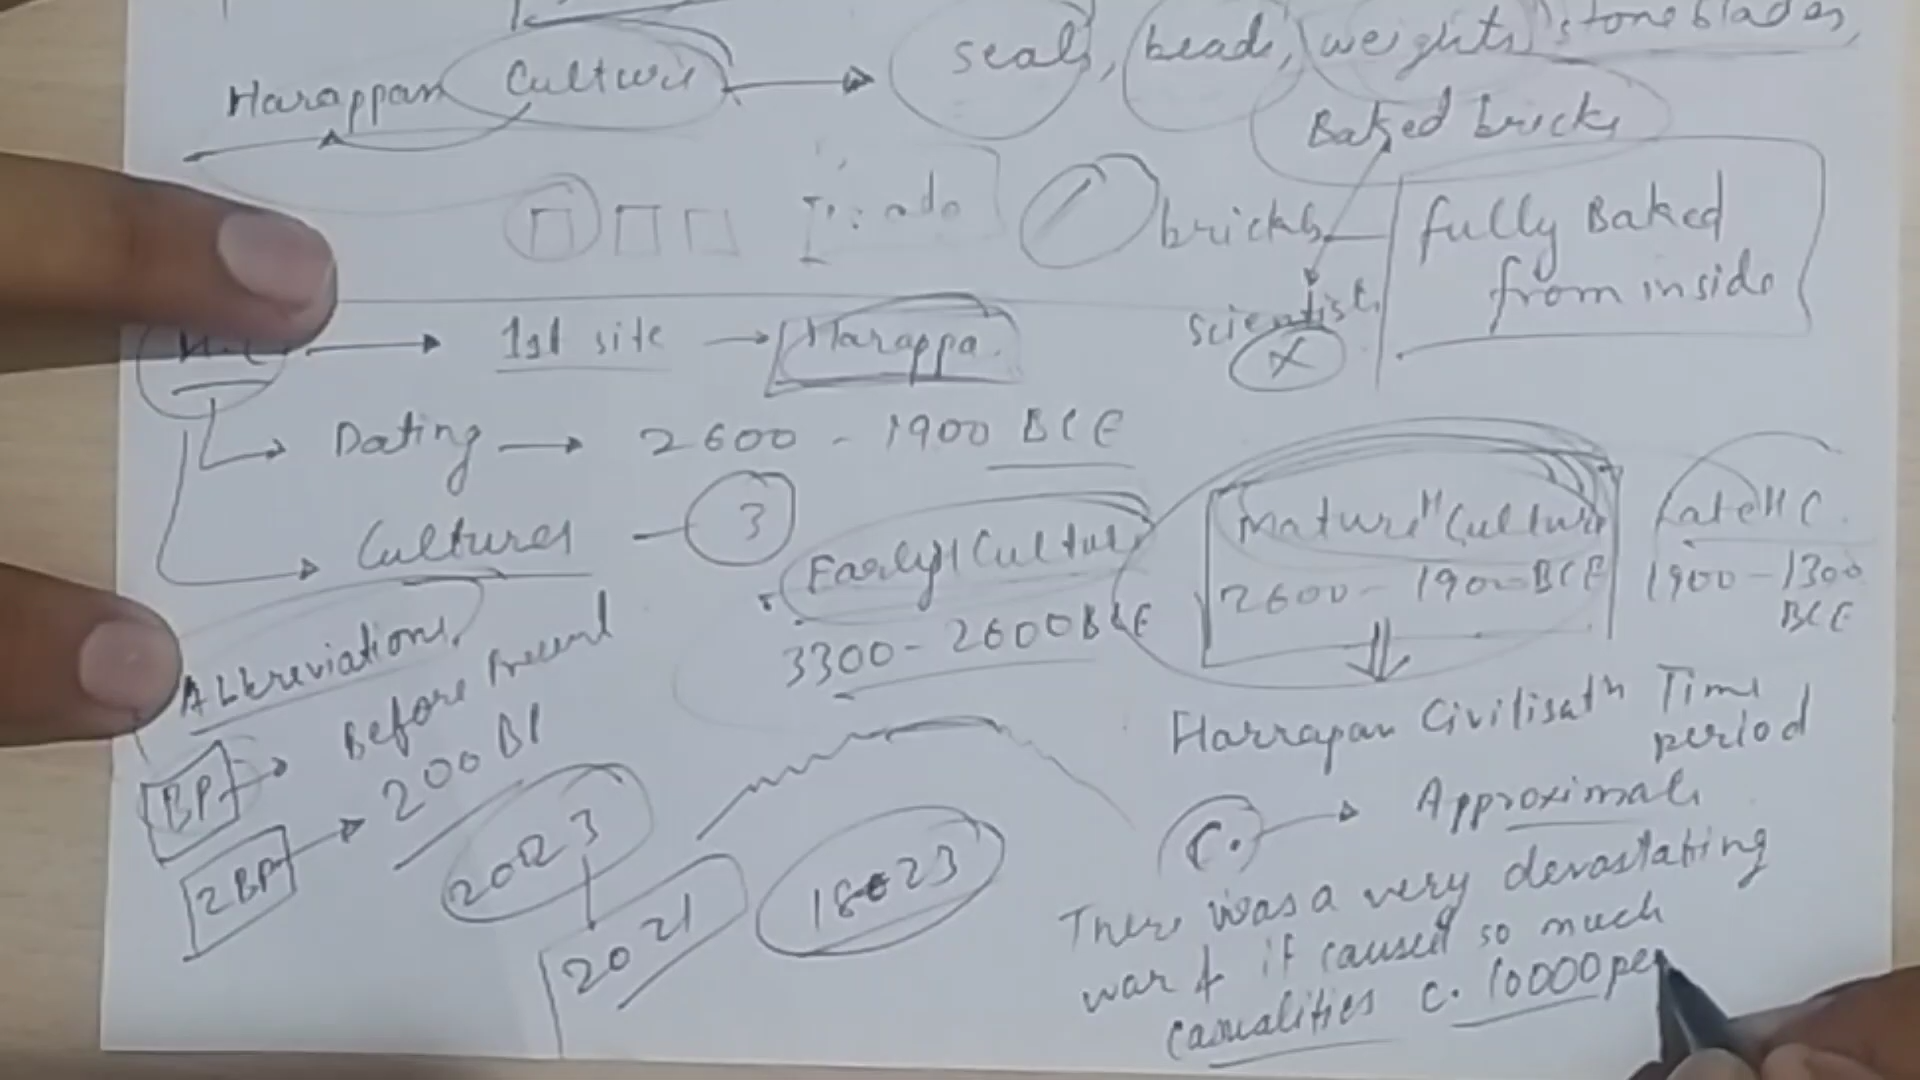 seals, beads, weights, stone blades,
Harappan Culture
Baked bricks
bricks
fully Baked
from inside
Scientist
X
1st site
Harappa.
Dating
2600 - 1900 BCE
Cultures
3
Early H Culture
3300 - 2600 BCE
Mature H Culture
2600 - 1900 BCE
Late H C.
1900 - 1300
BCE
Harrapan Civilisatn Time
period
Abbreviations
BP
Before Present
2BP
200 BP
2023
2021
1823
C.
Approximate
There was a very devastating
war & if caused so much
casualities c. 10000 pe